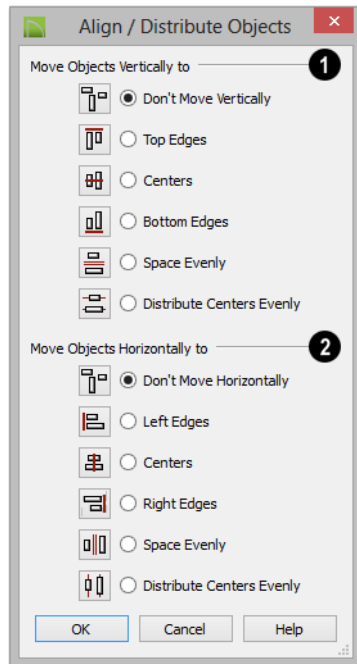 Align / Distribute Objects
Move Objects Vertically to 1
Don't Move Vertically
Top Edges
Centers
Bottom Edges
Space Evenly
Distribute Centers Evenly
Move Objects Horizontally to 2
Don't Move Horizontally
Left Edges
Centers
Right Edges
Space Evenly
Distribute Centers Evenly
OK Cancel Help